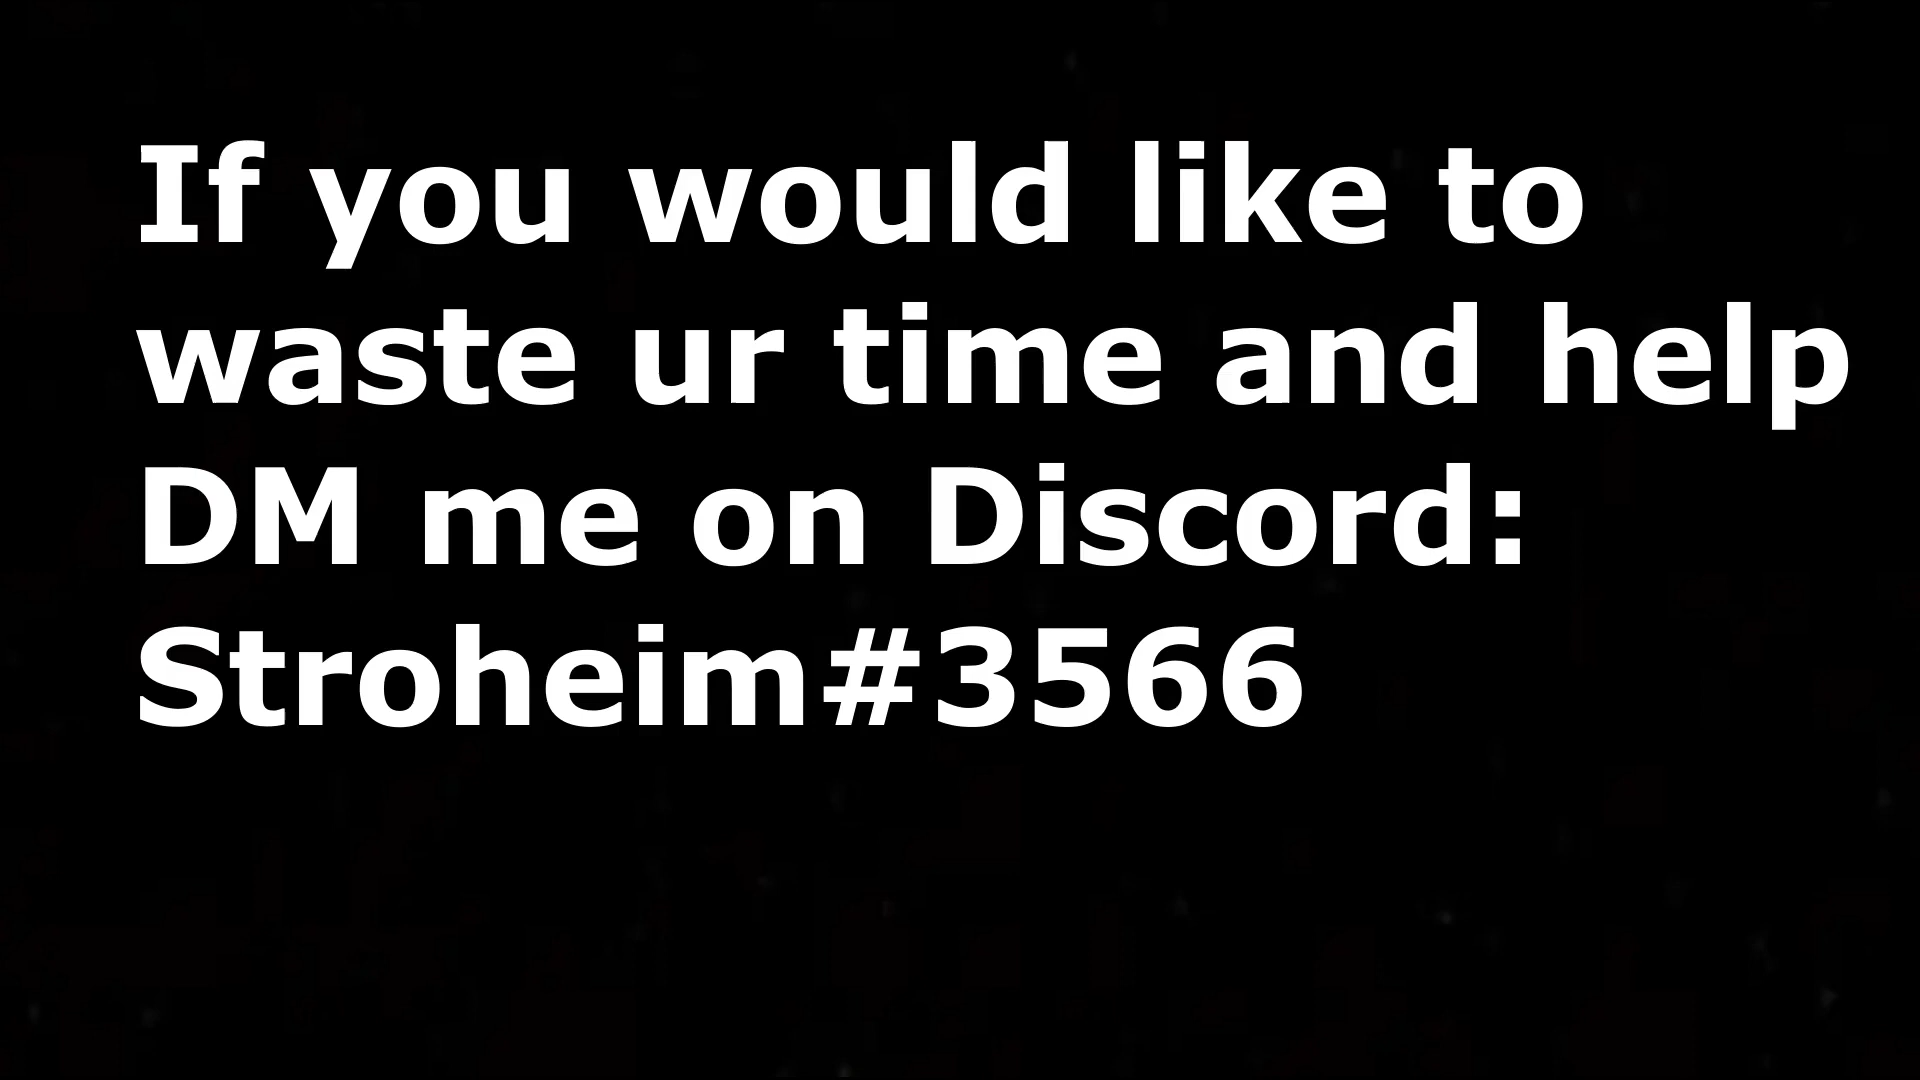 If you would like to
waste ur time and help
DM me on Discord:
Stroheim#3566